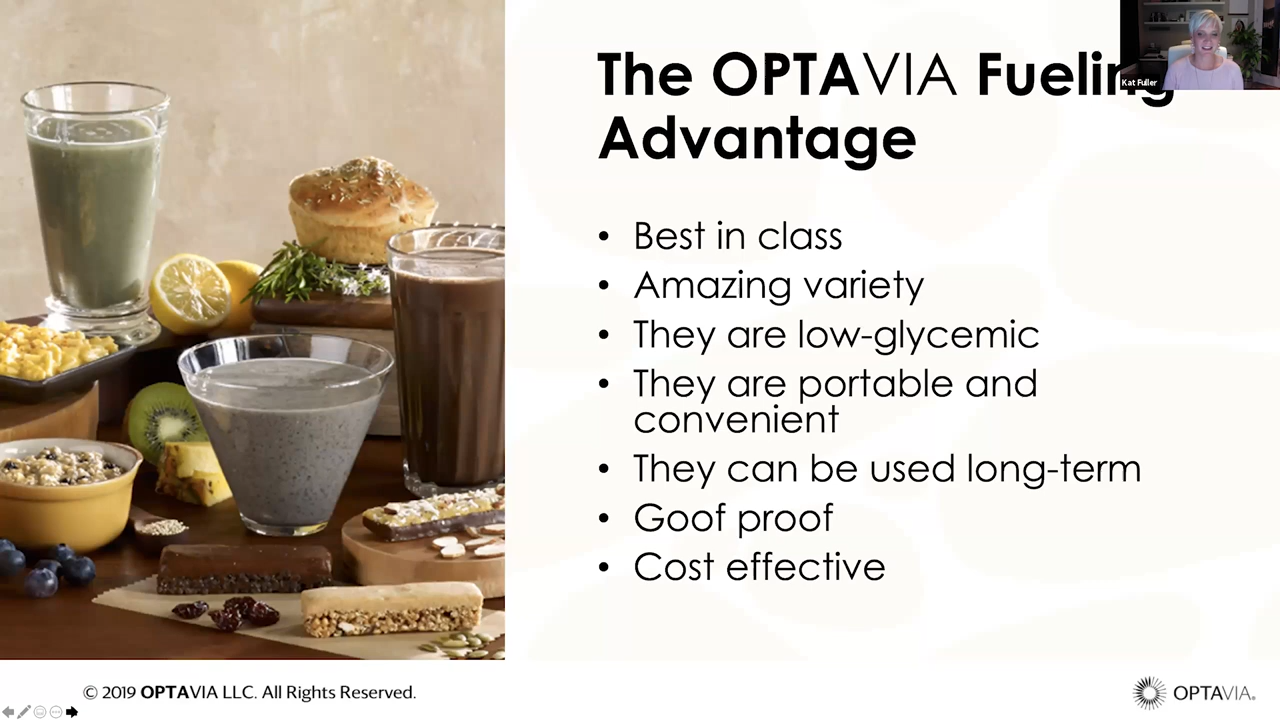 The OPTAVIA Fueling
Advantage
Kat Fuller
• Best in class
• Amazing variety
• They are low-glycemic
• They are portable and
convenient
• They can be used long-term
• Goof proof
• Cost effective
© 2019 OPTAVIA LLC. All Rights Reserved.
OPTAVIA®